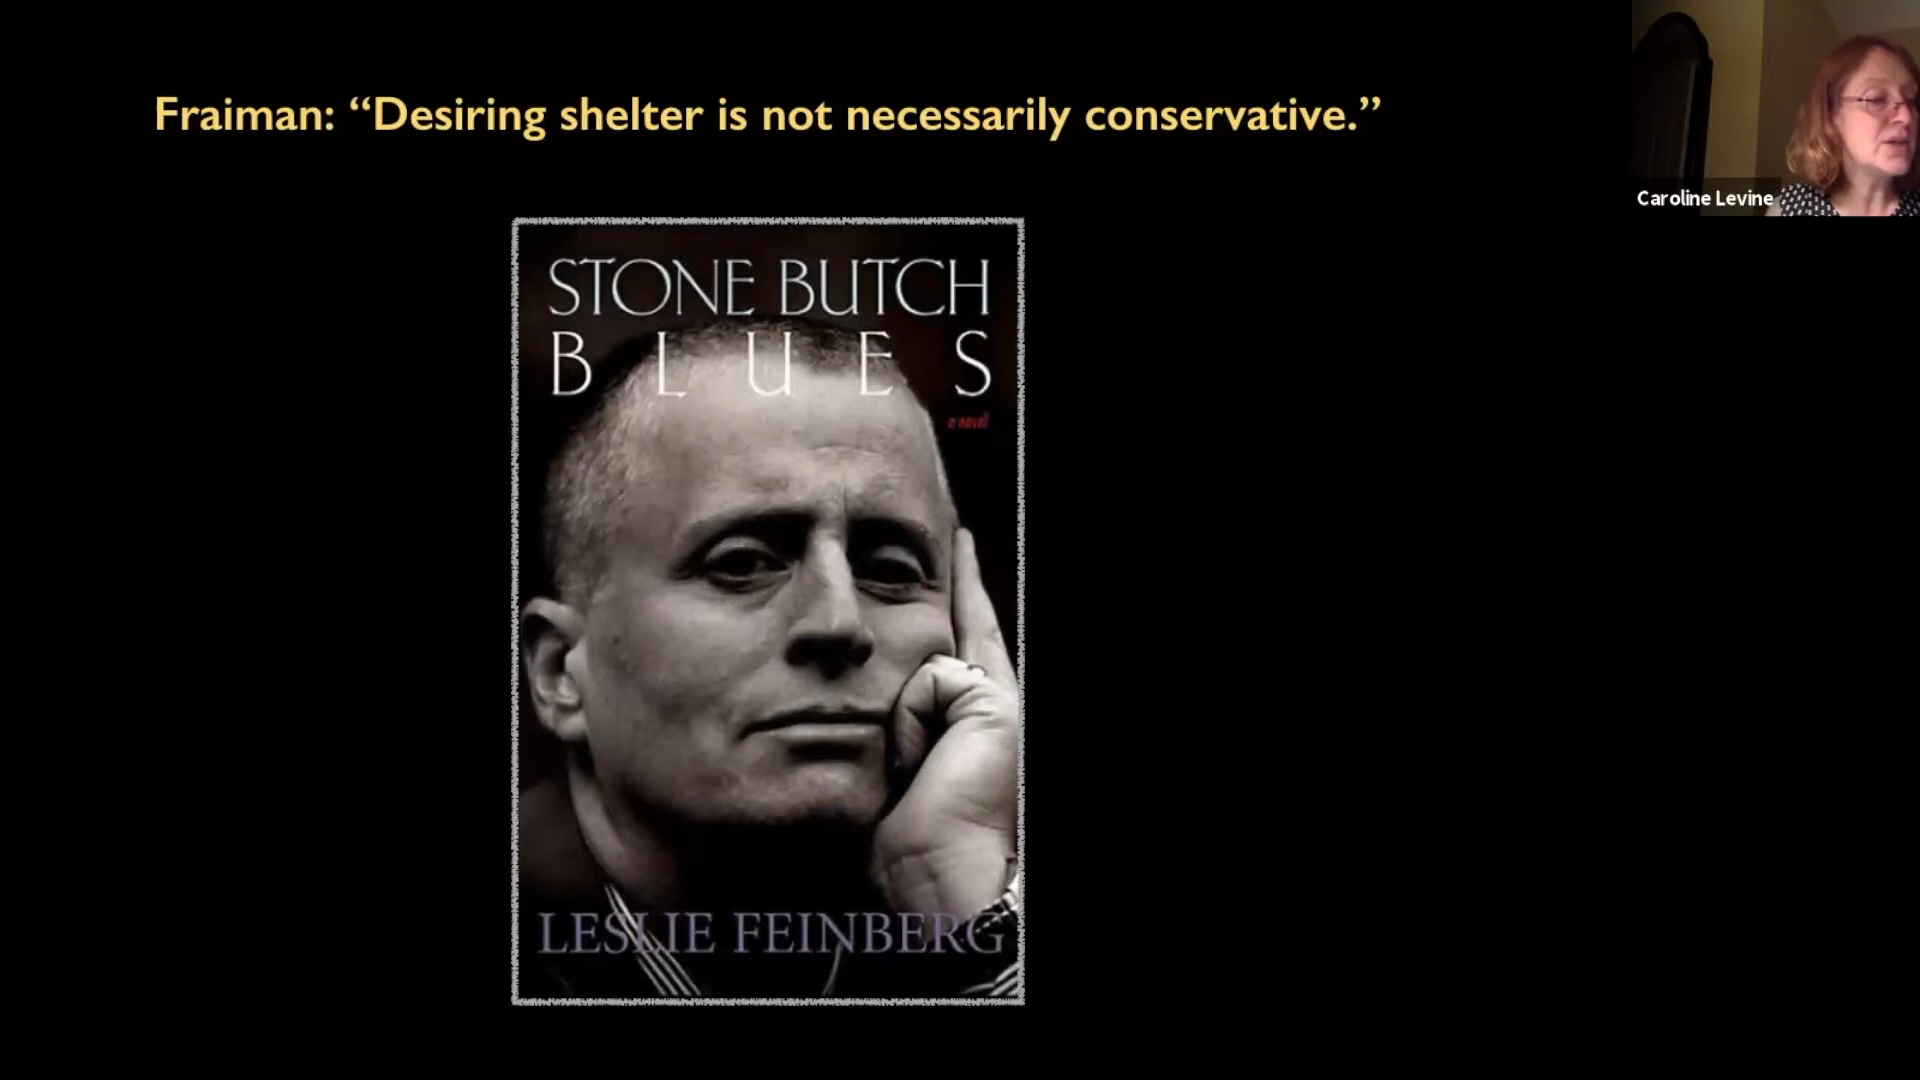 Fraiman: “Desiring shelter is not necessarily conservative.”
Caroline Levine
STONE BUTCH
BLUES
a novel
LESLIE FEINBERG